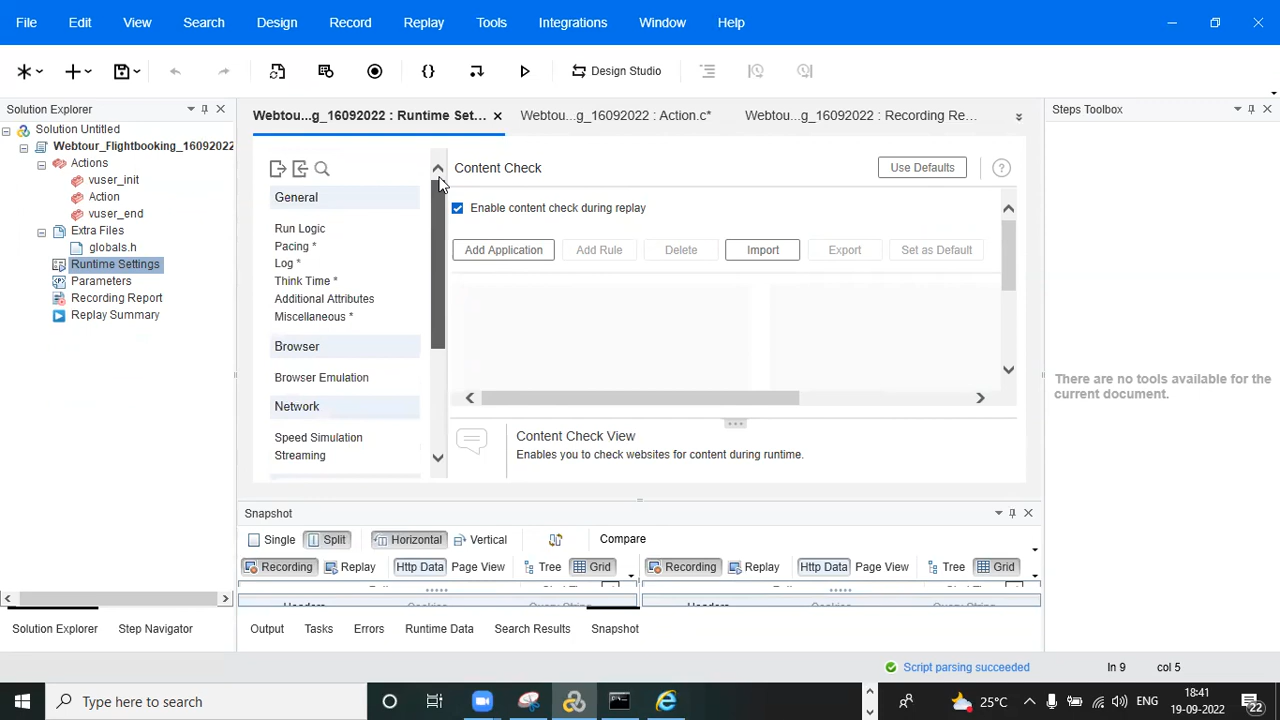 File Edit View Search Design Record Replay Tools Integrations Window Help
Design Studio
Solution Explorer
Webtou...g_16092022 : Runtime Set...
Webtou...g_16092022 : Action.c*
Webtou...g_16092022 : Recording Re...
Steps Toolbox
Solution Untitled
Webtour_Flightbooking_16092022
Actions
vuser_init
Action
vuser_end
Extra Files
globals.h
Runtime Settings
Parameters
Recording Report
Replay Summary
General
Run Logic
Pacing *
Log *
Think Time *
Additional Attributes
Miscellaneous *
Browser
Browser Emulation
Network
Speed Simulation
Streaming
Content Check
Use Defaults
?
Enable content check during replay
Add Application Add Rule Delete Import Export Set as Default
Content Check View
Enables you to check websites for content during runtime.
There are no tools available for the
current document.
Snapshot
Single Split Horizontal Vertical Compare
Recording Replay Http Data Page View Tree Grid
Recording Replay Http Data Page View Tree Grid
Headers Cookies Query String
Headers Cookies Query String
Solution Explorer Step Navigator
Output Tasks Errors Runtime Data Search Results Snapshot
Script parsing succeeded
ln 9 col 5
Type here to search
25°C
ENG
18:41
19-09-2022
22